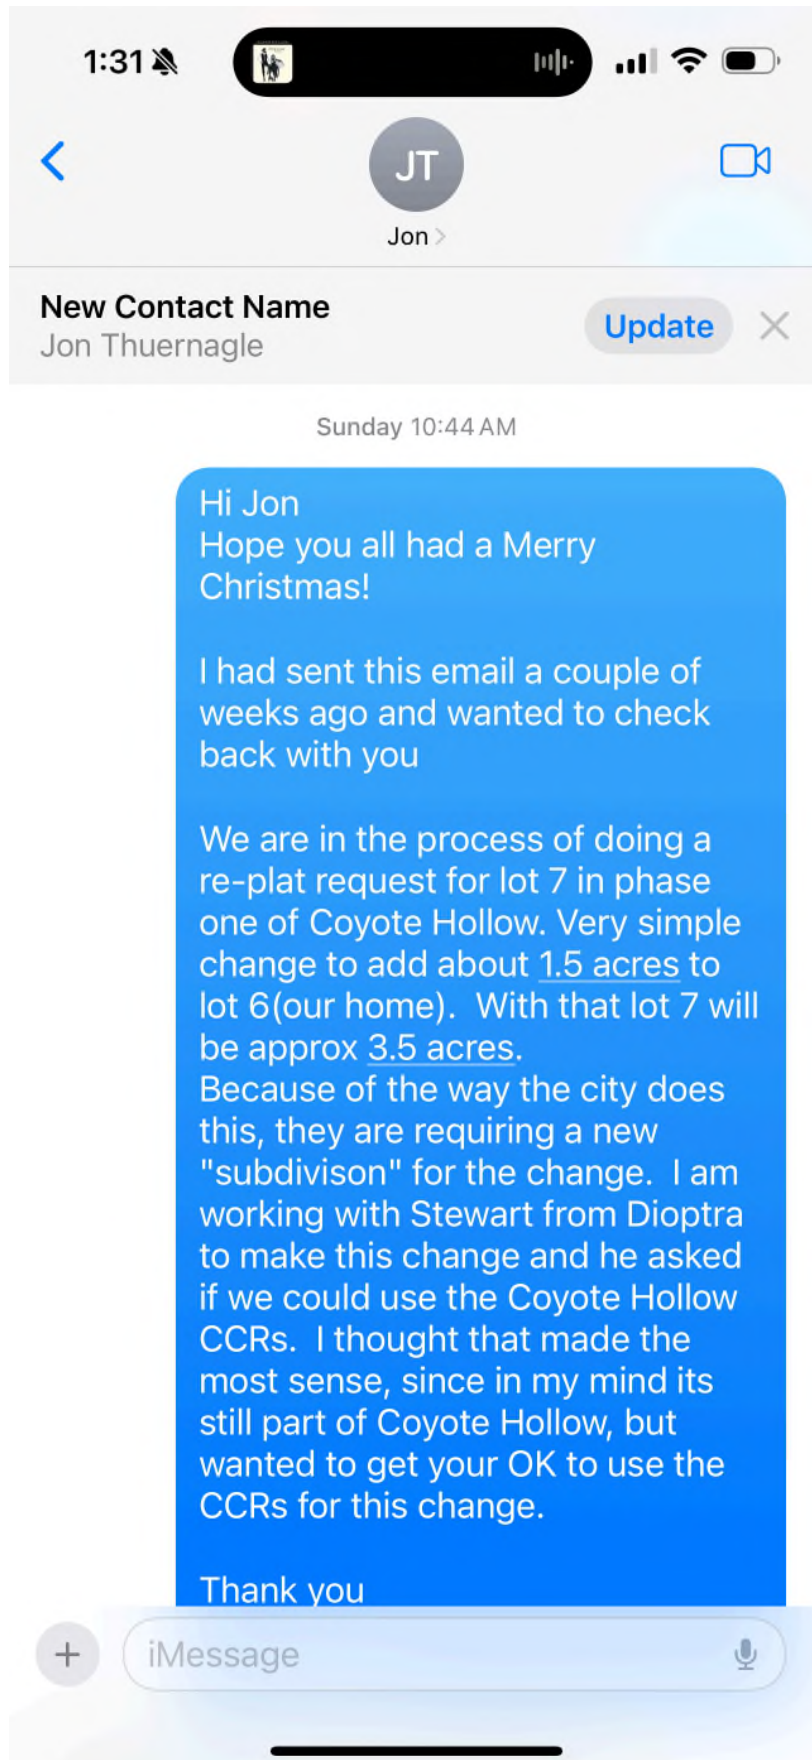 1:31
JT
Jon
New Contact Name
Jon Thuernagle
Update
Sunday 10:44 AM
Hi Jon
Hope you all had a Merry
Christmas!
I had sent this email a couple of
weeks ago and wanted to check
back with you
We are in the process of doing a
re-plat request for lot 7 in phase
one of Coyote Hollow. Very simple
change to add about 1.5 acres to
lot 6(our home).  With that lot 7 will
be approx 3.5 acres.
Because of the way the city does
this, they are requiring a new
"subdivison" for the change.  I am
working with Stewart from Dioptra
to make this change and he asked
if we could use the Coyote Hollow
CCRs.  I thought that made the
most sense, since in my mind its
still part of Coyote Hollow, but
wanted to get your OK to use the
CCRs for this change.
Thank you
iMessage